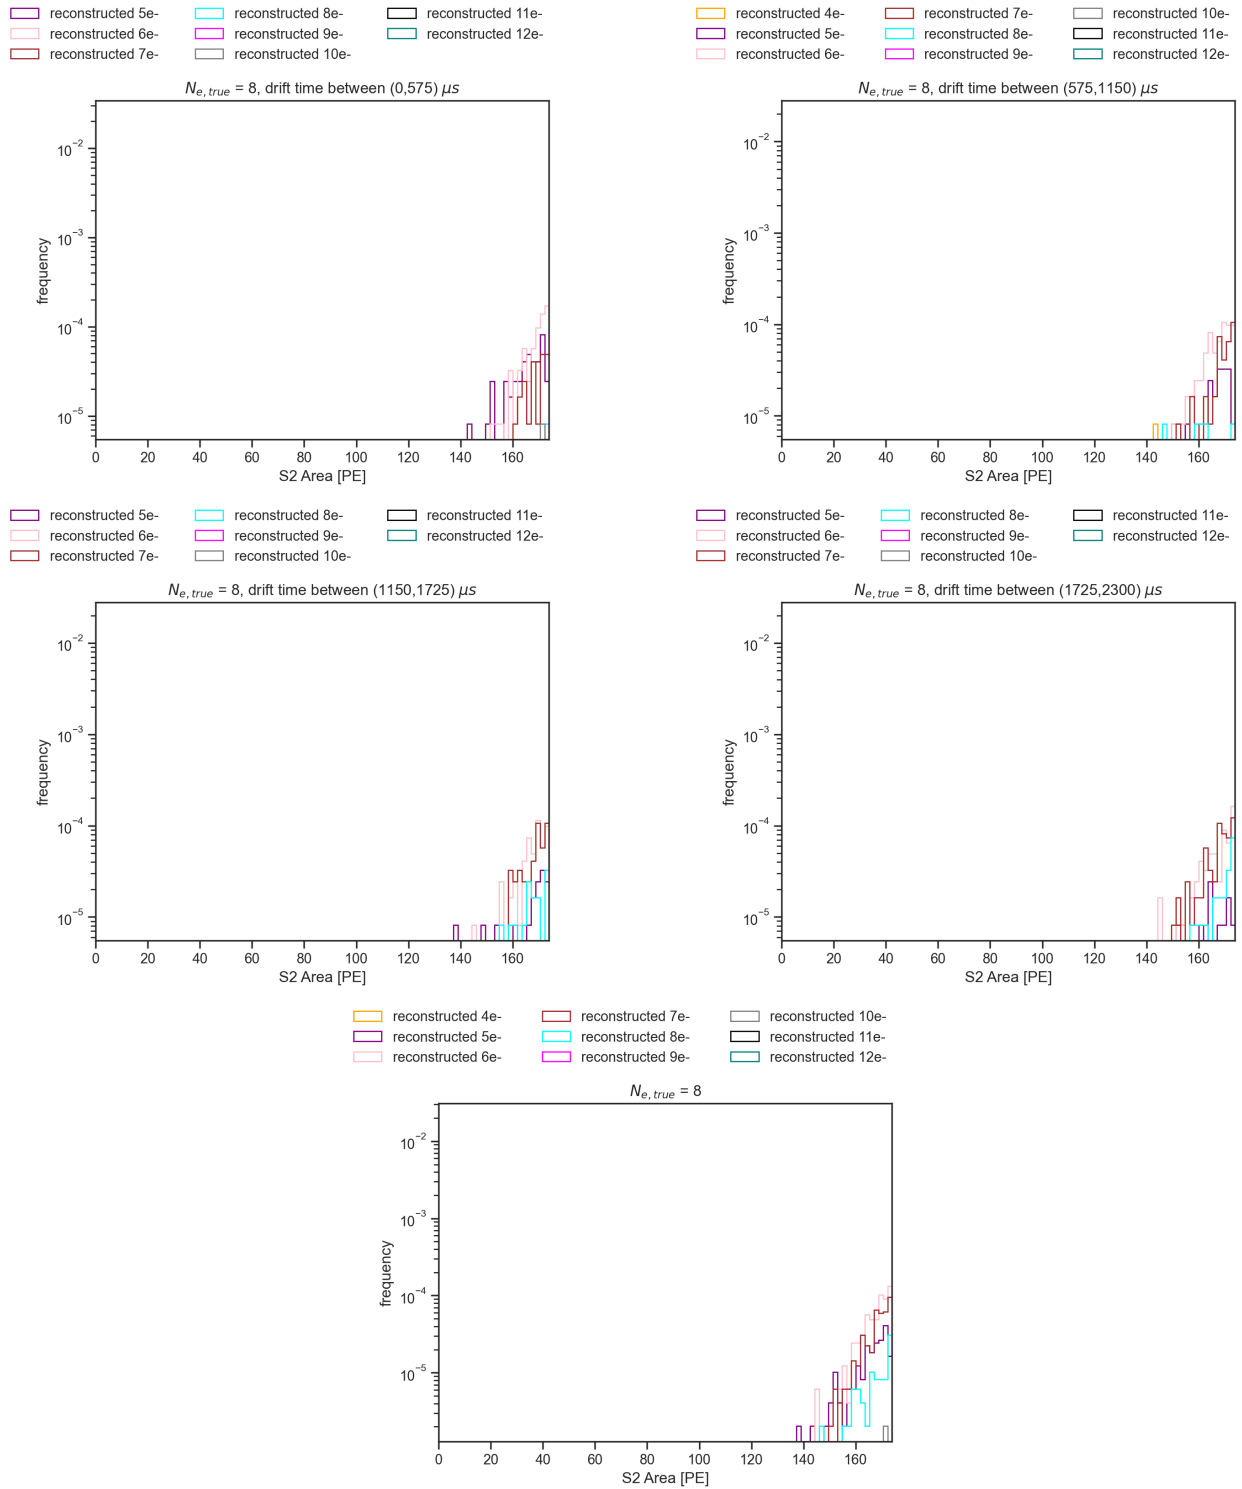 reconstructed 5e- reconstructed 8e- reconstructed 11e-
reconstructed 6e- reconstructed 9e- reconstructed 12e-
reconstructed 7e- reconstructed 10e-
N_{e, true} = 8, drift time between (0,575) μs
frequency
10^{-2}
10^{-3}
10^{-4}
10^{-5}
0 20 40 60 80 100 120 140 160
S2 Area [PE]
reconstructed 4e- reconstructed 7e- reconstructed 10e-
reconstructed 5e- reconstructed 8e- reconstructed 11e-
reconstructed 6e- reconstructed 9e- reconstructed 12e-
N_{e, true} = 8, drift time between (575,1150) μs
frequency
10^{-2}
10^{-3}
10^{-4}
10^{-5}
0 20 40 60 80 100 120 140 160
S2 Area [PE]
reconstructed 5e- reconstructed 8e- reconstructed 11e-
reconstructed 6e- reconstructed 9e- reconstructed 12e-
reconstructed 7e- reconstructed 10e-
N_{e, true} = 8, drift time between (1150,1725) μs
frequency
10^{-2}
10^{-3}
10^{-4}
10^{-5}
0 20 40 60 80 100 120 140 160
S2 Area [PE]
reconstructed 5e- reconstructed 8e- reconstructed 11e-
reconstructed 6e- reconstructed 9e- reconstructed 12e-
reconstructed 7e- reconstructed 10e-
N_{e, true} = 8, drift time between (1725,2300) μs
frequency
10^{-2}
10^{-3}
10^{-4}
10^{-5}
0 20 40 60 80 100 120 140 160
S2 Area [PE]
reconstructed 4e- reconstructed 7e- reconstructed 10e-
reconstructed 5e- reconstructed 8e- reconstructed 11e-
reconstructed 6e- reconstructed 9e- reconstructed 12e-
N_{e, true} = 8
frequency
10^{-2}
10^{-3}
10^{-4}
10^{-5}
0 20 40 60 80 100 120 140 160
S2 Area [PE]